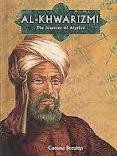 AL-KHWARIZMI
The Inventor of Algebra
Corona Brezina